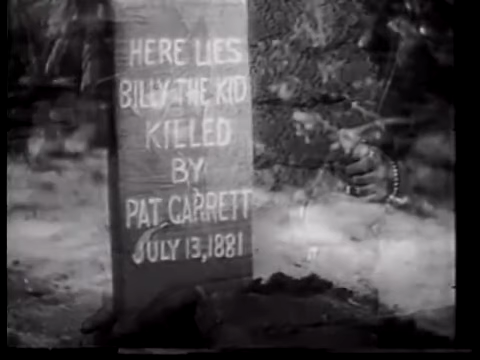 HERE LIES
BILLY THE KID
KILLED
BY
PAT GARRETT
JULY 13, 1881